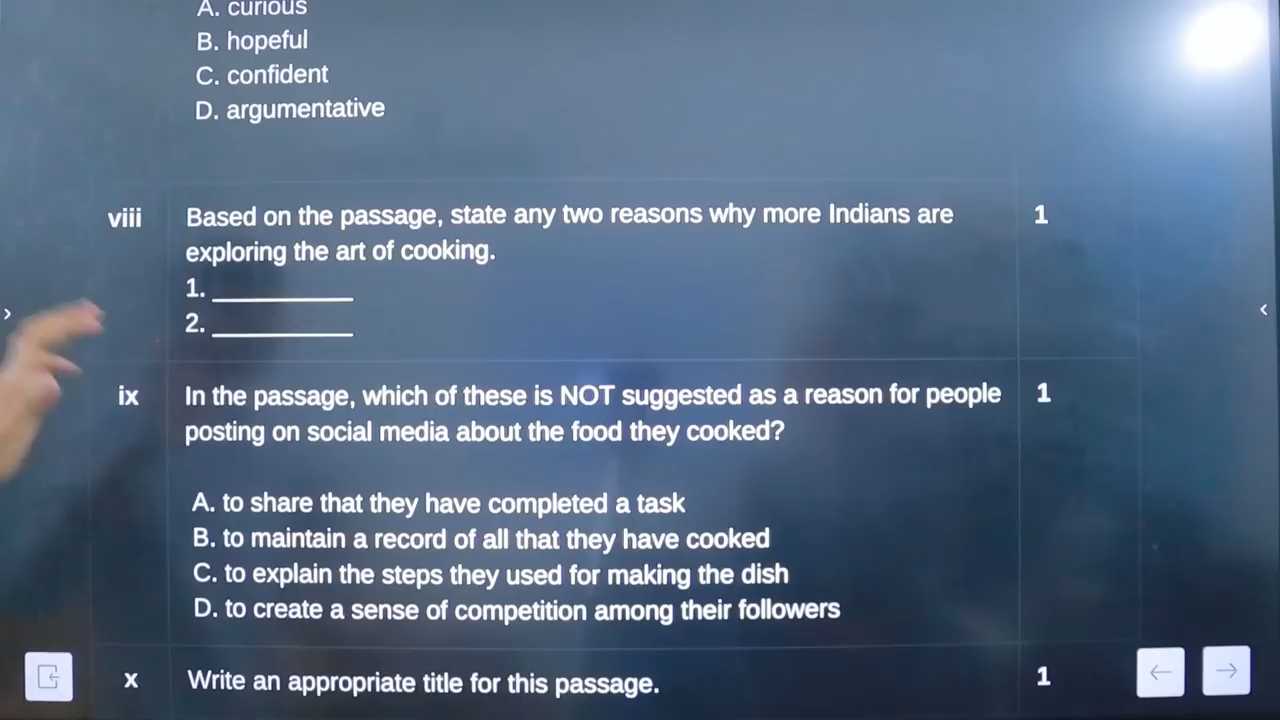 A. curious
B. hopeful
C. confident
D. argumentative
viii Based on the passage, state any two reasons why more Indians are 1
exploring the art of cooking.
1. __________
2. __________
ix In the passage, which of these is NOT suggested as a reason for people 1
posting on social media about the food they cooked?
A. to share that they have completed a task
B. to maintain a record of all that they have cooked
C. to explain the steps they used for making the dish
D. to create a sense of competition among their followers
x Write an appropriate title for this passage. 1